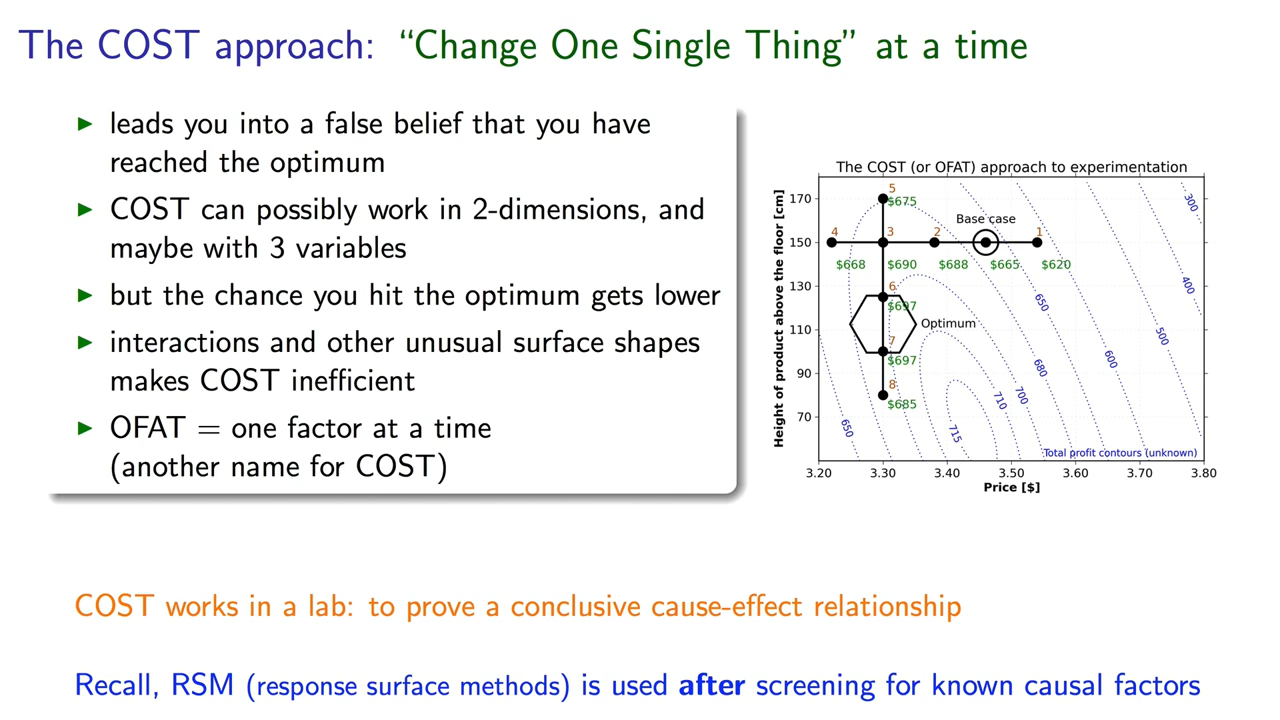 The COST approach: “Change One Single Thing” at a time
▶ leads you into a false belief that you have
reached the optimum
▶ COST can possibly work in 2-dimensions, and
maybe with 3 variables
▶ but the chance you hit the optimum gets lower
▶ interactions and other unusual surface shapes
makes COST inefficient
▶ OFAT = one factor at a time
(another name for COST)
The COST (or OFAT) approach to experimentation
Height of product above the floor [cm]
170
150
130
110
90
70
5
$675
Base case
4
3
2
1
$668
$690
$688
$665
$620
6
$697
Optimum
7
$697
8
$685
300
400
500
600
650
680
700
710
715
650
Total profit contours (unknown)
3.20
3.30
3.40
3.50
3.60
3.70
3.80
Price [$]
COST works in a lab: to prove a conclusive cause-effect relationship
Recall, RSM (response surface methods) is used after screening for known causal factors